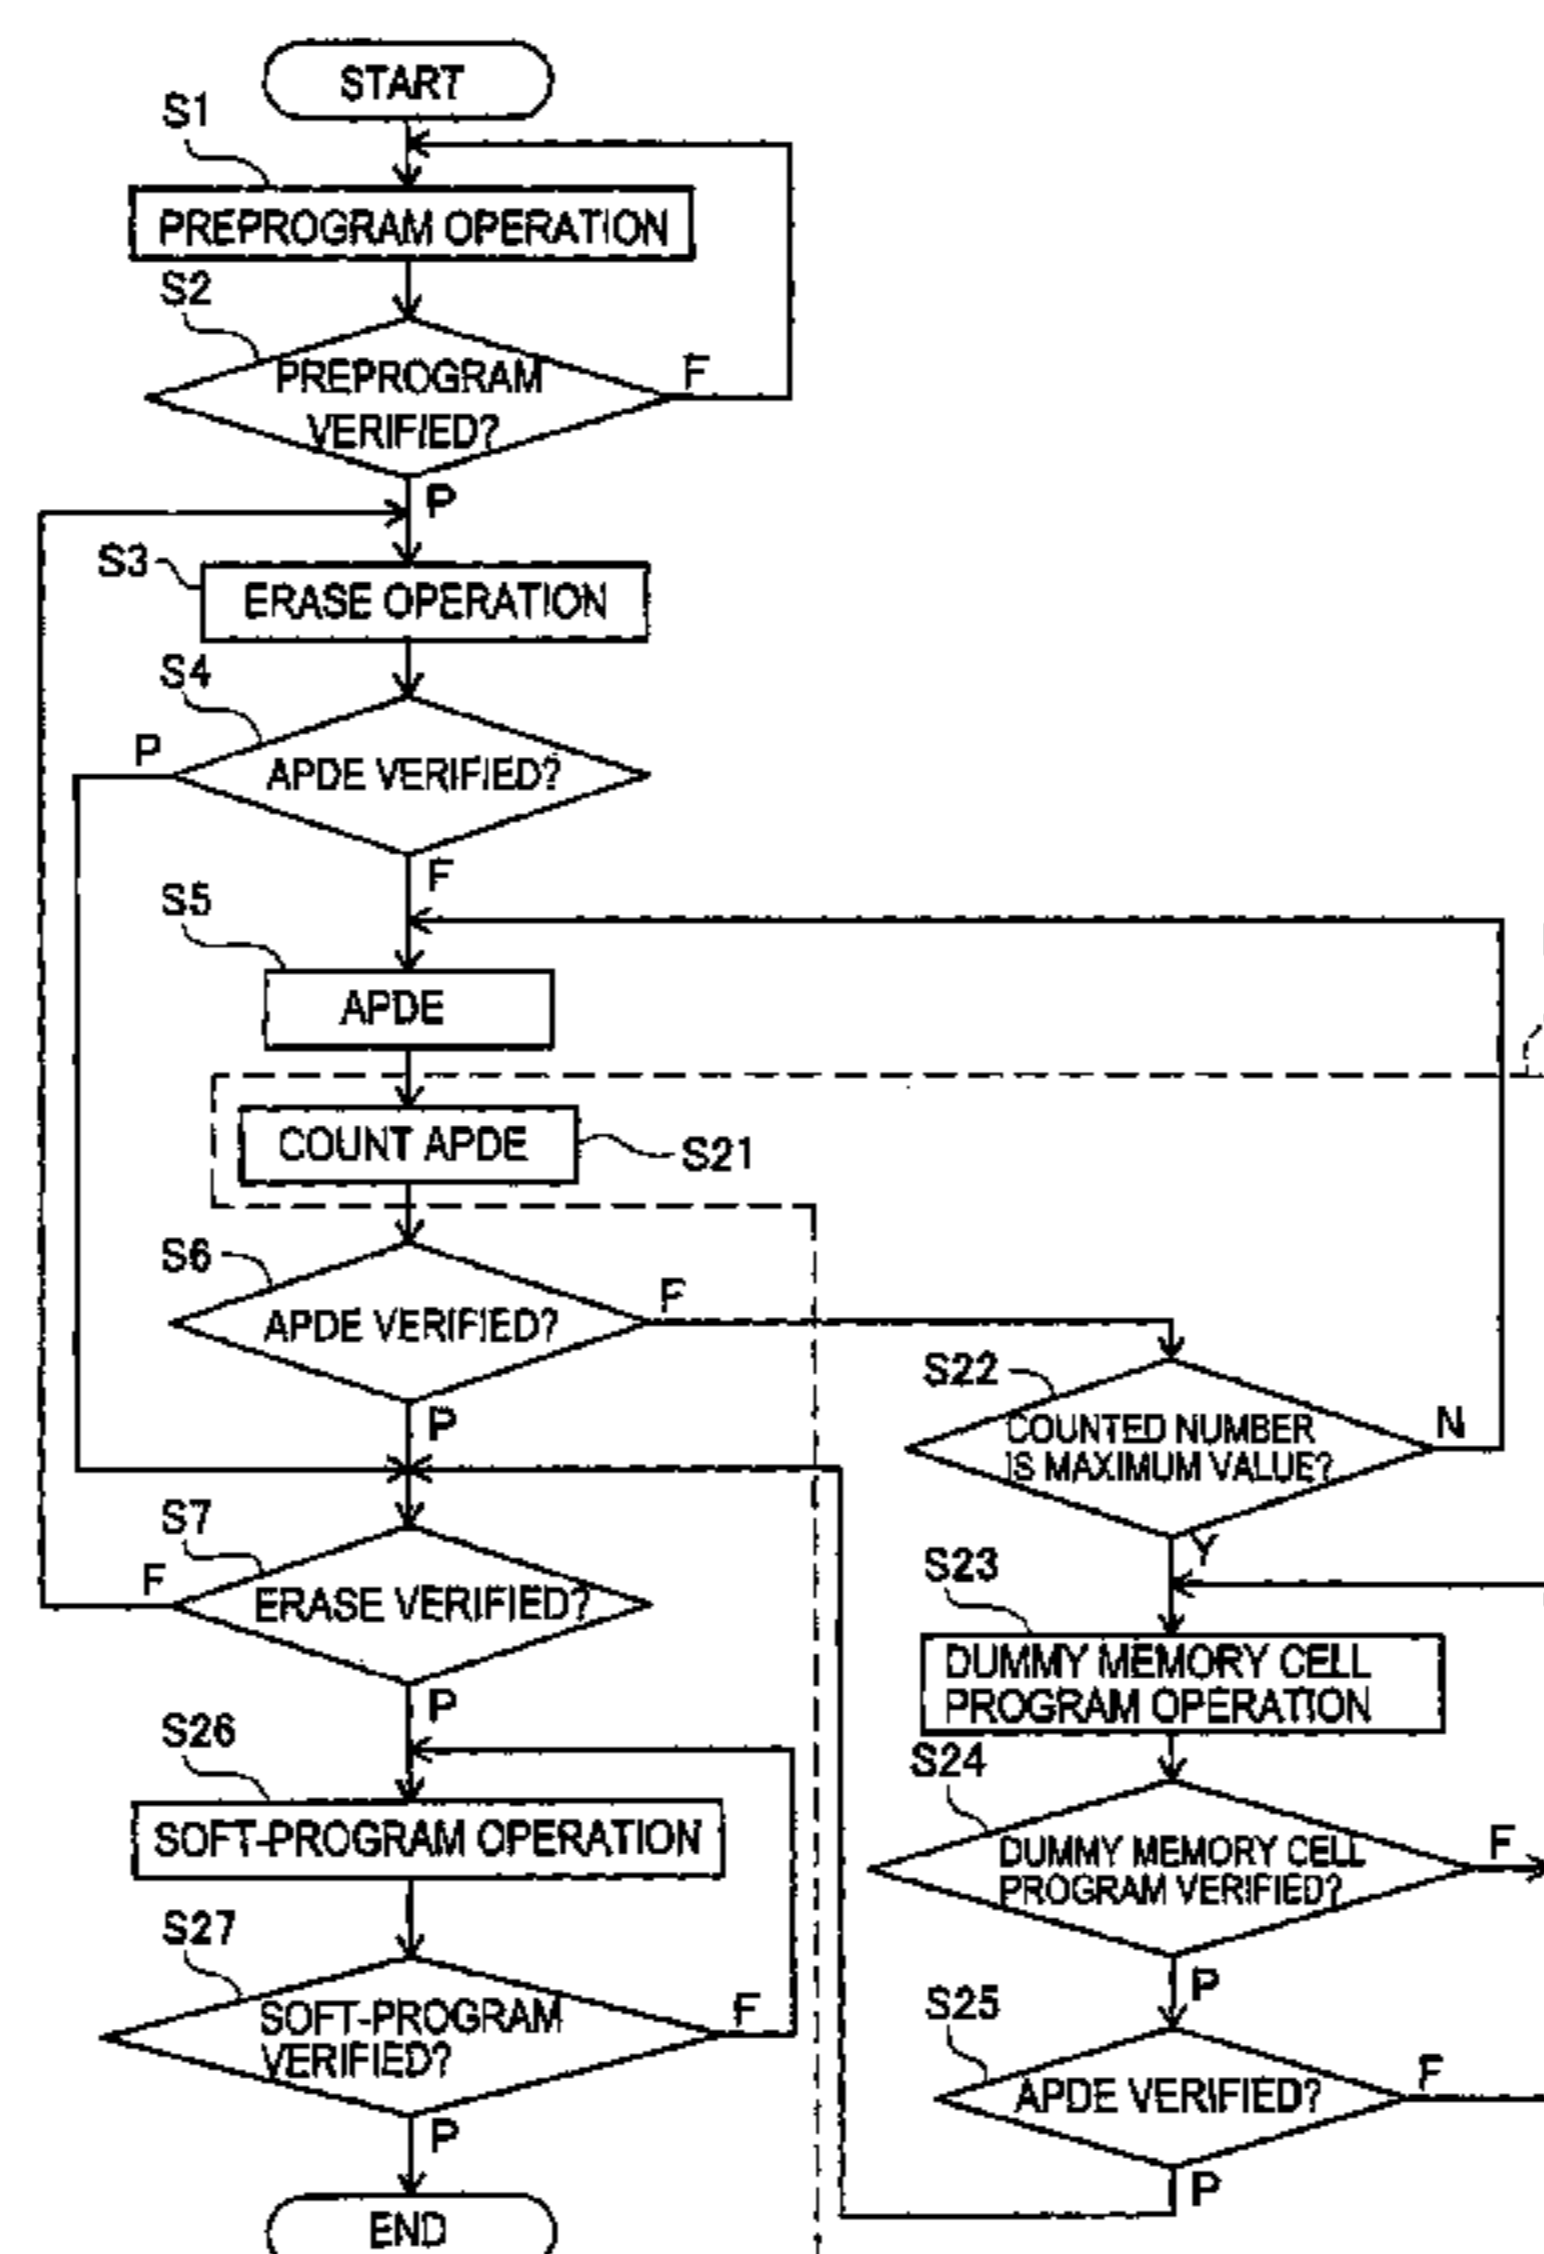 START
S1
PREPROGRAM OPERATION
S2
PREPROGRAM
VERIFIED?
F
P
S3
ERASE OPERATION
S4
P
APDE VERIFIED?
F
S5
APDE
COUNT APDE
S21
S6
F
APDE VERIFIED?
P
S22
COUNTED NUMBER
IS MAXIMUM VALUE?
N
Y
S7
F
ERASE VERIFIED?
P
S23
DUMMY MEMORY CELL
PROGRAM OPERATION
S26
SOFT-PROGRAM OPERATION
S24
DUMMY MEMORY CELL
PROGRAM VERIFIED?
F
P
S27
SOFT-PROGRAM
VERIFIED?
F
P
S25
APDE VERIFIED?
F
P
END